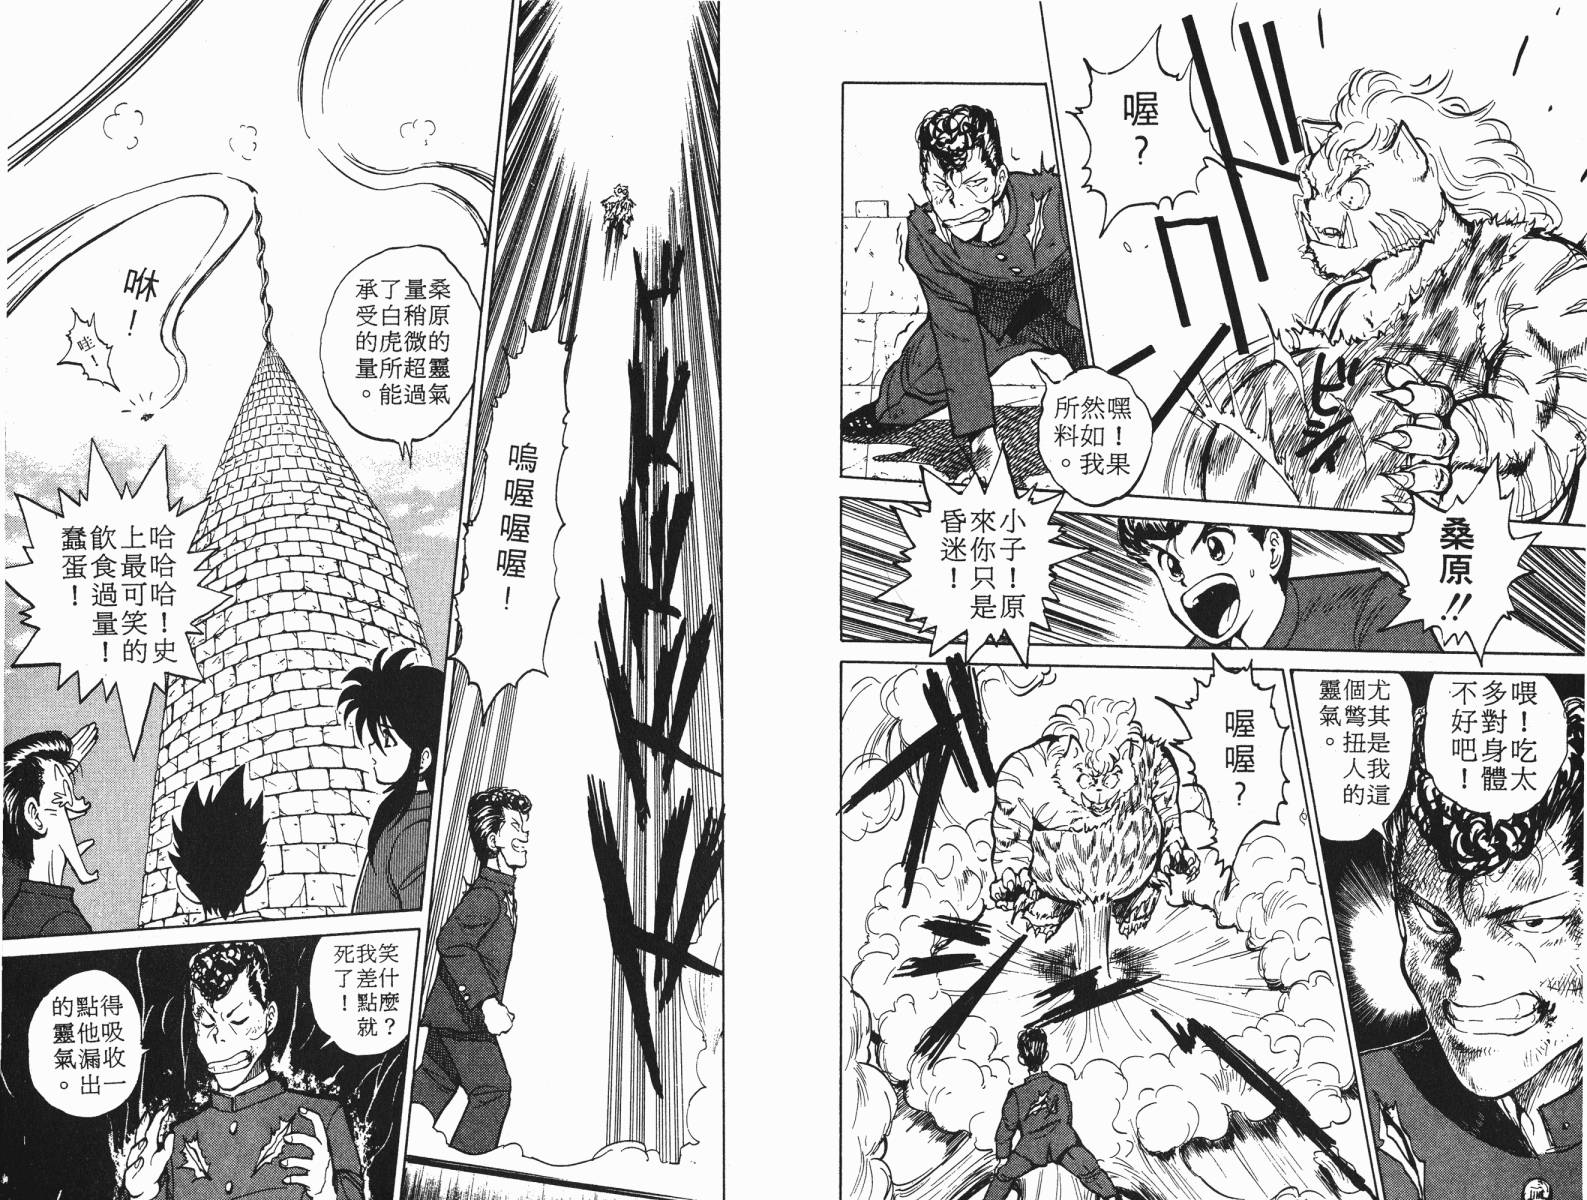 喔？
嘿！果
然如我
所料。
桑原!!
小子！原
來你只是
昏迷！
喂！吃太
多對身體
不好吧！
尤其是我這
個彆扭人的
靈氣。
喔喔？
嗚喔喔喔！
桑原的靈氣
量稍微超過
了白虎所能
承受的量。
咻！
哇！
哈哈哈！史
上最可笑的
飲食過量！
蠢蛋！
笑什麼？
我差點就
死了！
得吸收一
點他漏出
的靈氣。